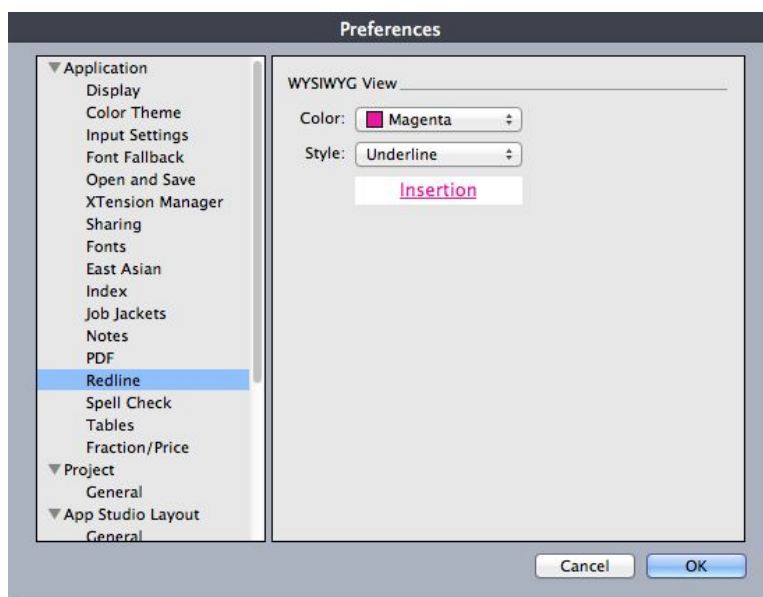 Preferences
Application
Display
Color Theme
Input Settings
Font Fallback
Open and Save
XTension Manager
Sharing
Fonts
East Asian
Index
Job Jackets
Notes
PDF
Redline
Spell Check
Tables
Fraction/Price
Project
General
App Studio Layout
General
WYSIWYG View
Color: Magenta
Style: Underline
Insertion
Cancel
OK